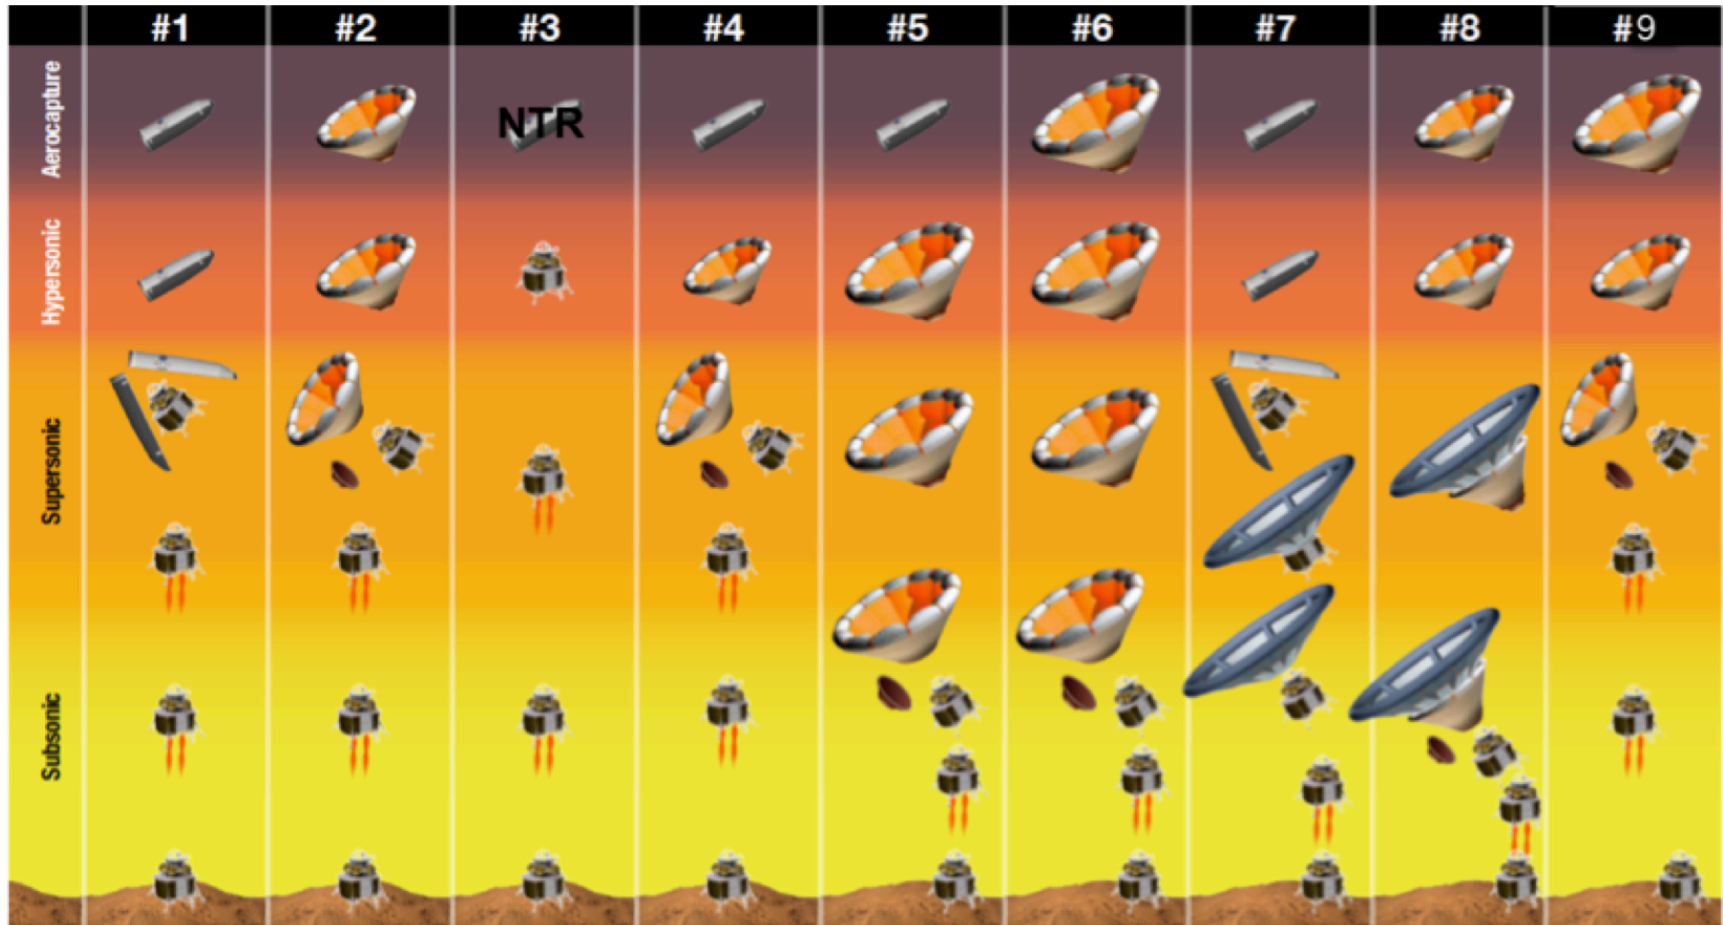 #1 #2 #3 #4 #5 #6 #7 #8 #9
Aerocapture
NTR
Hypersonic
Supersonic
Subsonic